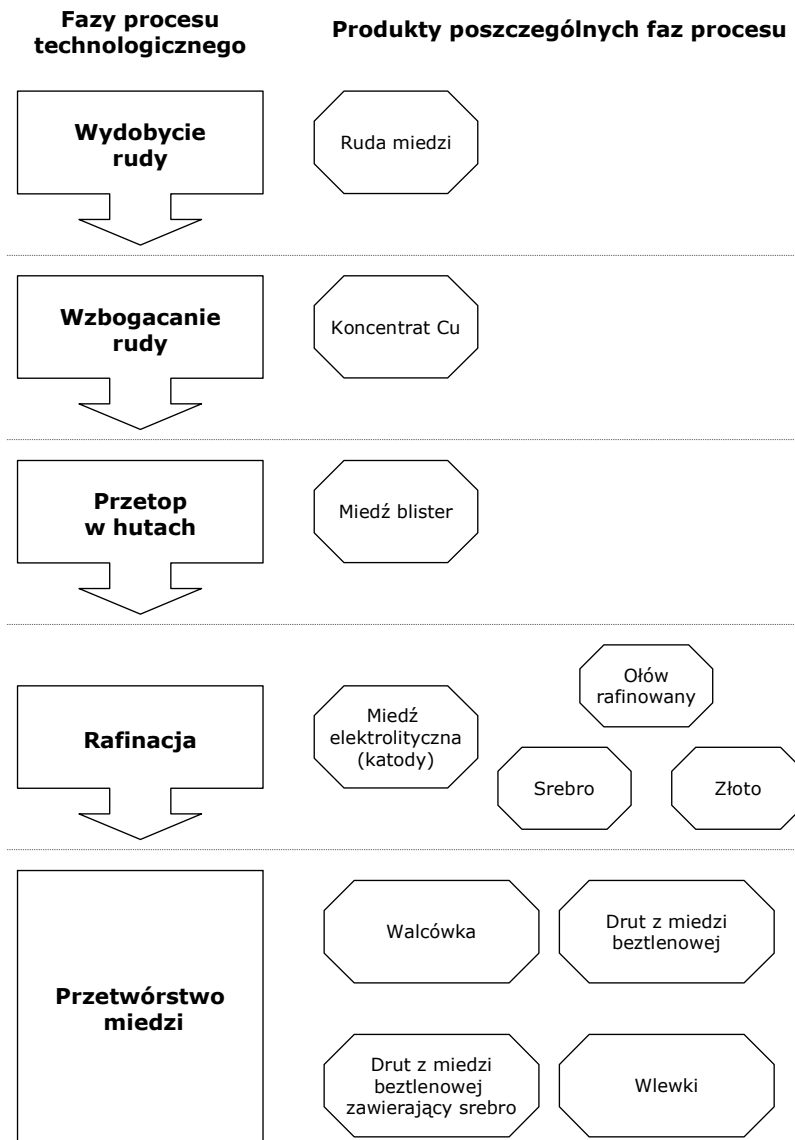 Fazy procesu
technologicznego
Produkty poszczególnych faz procesu
Wydobycie
rudy
Ruda miedzi
Wzbogacanie
rudy
Koncentrat Cu
Przetop
w hutach
Miedź blister
Rafinacja
Miedź
elektrolityczna
(katody)
Ołów
rafinowany
Srebro
Złoto
Przetwórstwo
miedzi
Walcówka
Drut z miedzi
beztlenowej
Drut z miedzi
beztlenowej
zawierający srebro
Wlewki